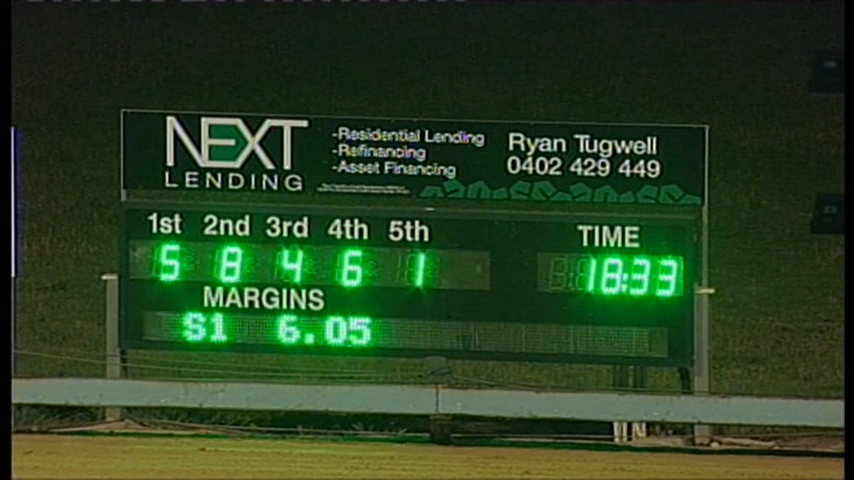 NEXT
LENDING
-Residential Lending
-Refinancing
-Asset Financing
Ryan Tugwell
0402 429 449
1st 2nd 3rd 4th 5th TIME
5 8 4 6 1 18:33
MARGINS
S1 6.05